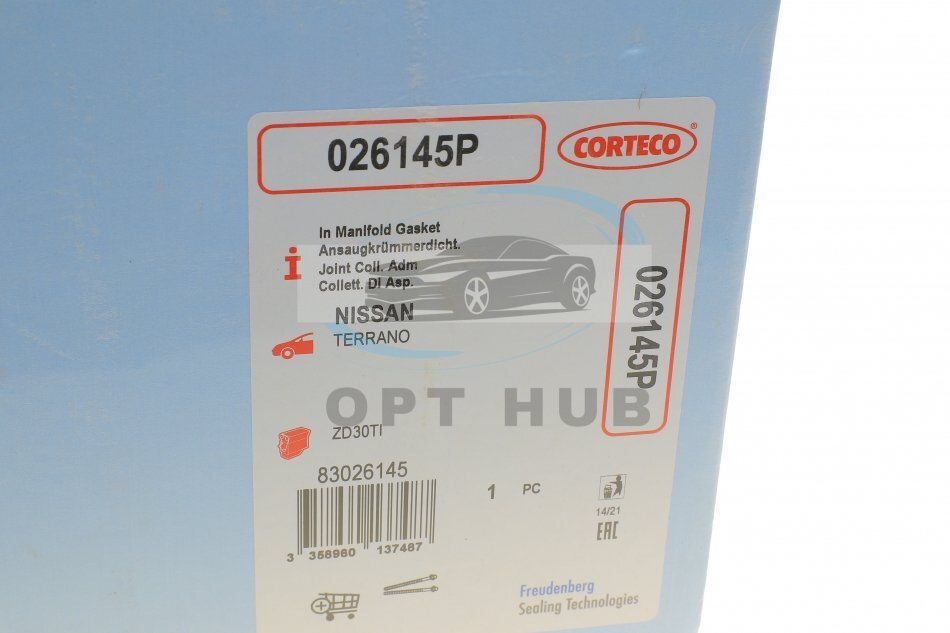 026145P
CORTECO®
In Manifold Gasket
Ansaugkrümmerdicht.
Joint Coll. Adm
Collett. Di Asp.
026145P
NISSAN
TERRANO
OPT HUB
ZD30TI
83026145
1 PC
14/21
EAC
3 358960 137487
Freudenberg
Sealing Technologies